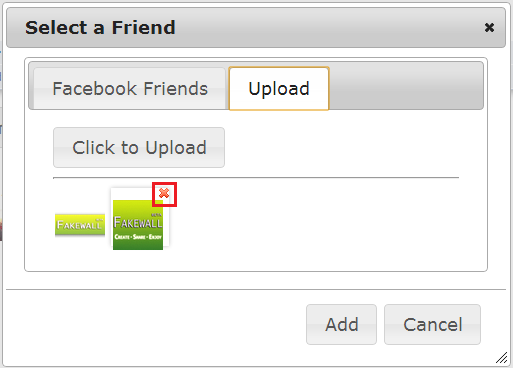 Select a Friend
Facebook Friends
Upload
Click to Upload
FAKEWALL
FAKEWALL
CREATE · SHARE · ENJOY
Add
Cancel